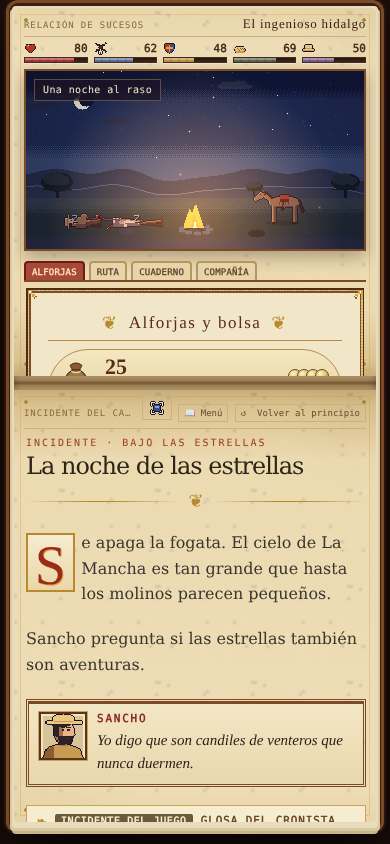 RELACIÓN DE SUCESOS
El ingenioso hidalgo
80 62 48 69 50
Una noche al raso
ALFORJAS RUTA CUADERNO COMPAÑÍA
Alforjas y bolsa
25
INCIDENTE DEL CA… Menú ↺ Volver al principio
INCIDENTE · BAJO LAS ESTRELLAS
La noche de las estrellas
Se apaga la fogata. El cielo de La
Mancha es tan grande que hasta
los molinos parecen pequeños.
Sancho pregunta si las estrellas también
son aventuras.
SANCHO
Yo digo que son candiles de venteros que
nunca duermen.
INCIDENTE DEL JUEGO GLOSA DEL CRONISTA